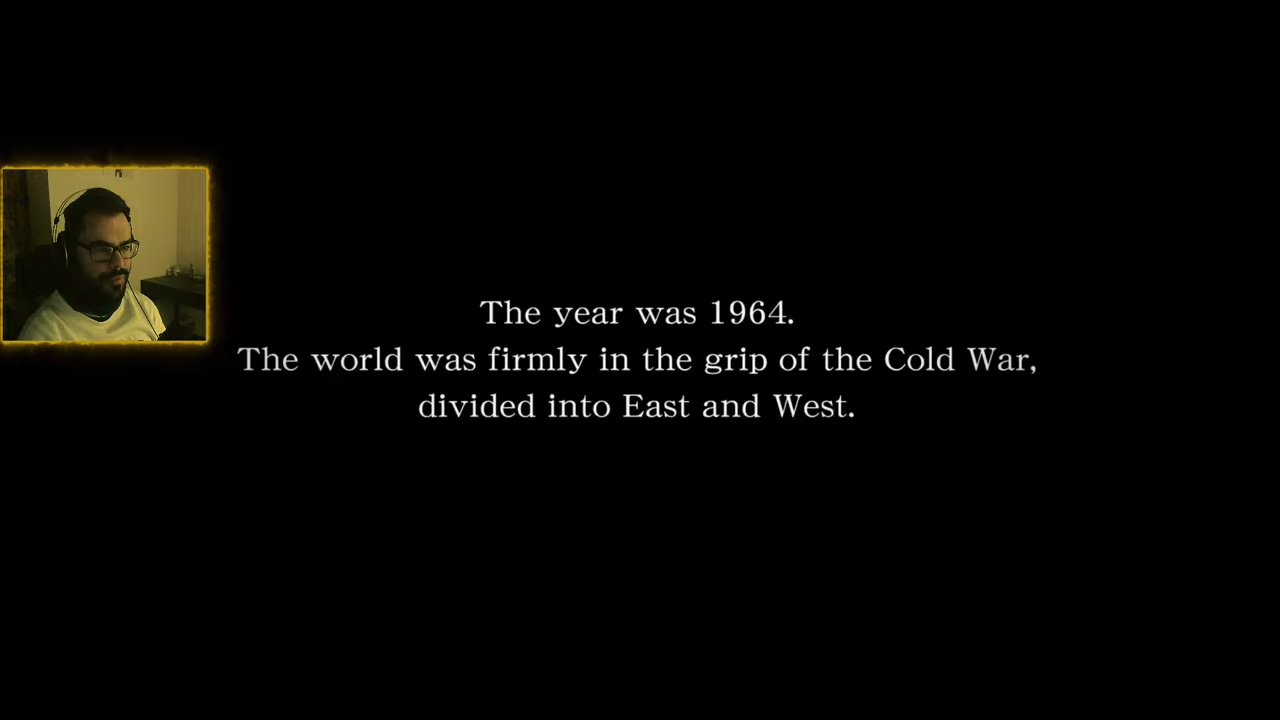 The year was 1964.
The world was firmly in the grip of the Cold War,
divided into East and West.